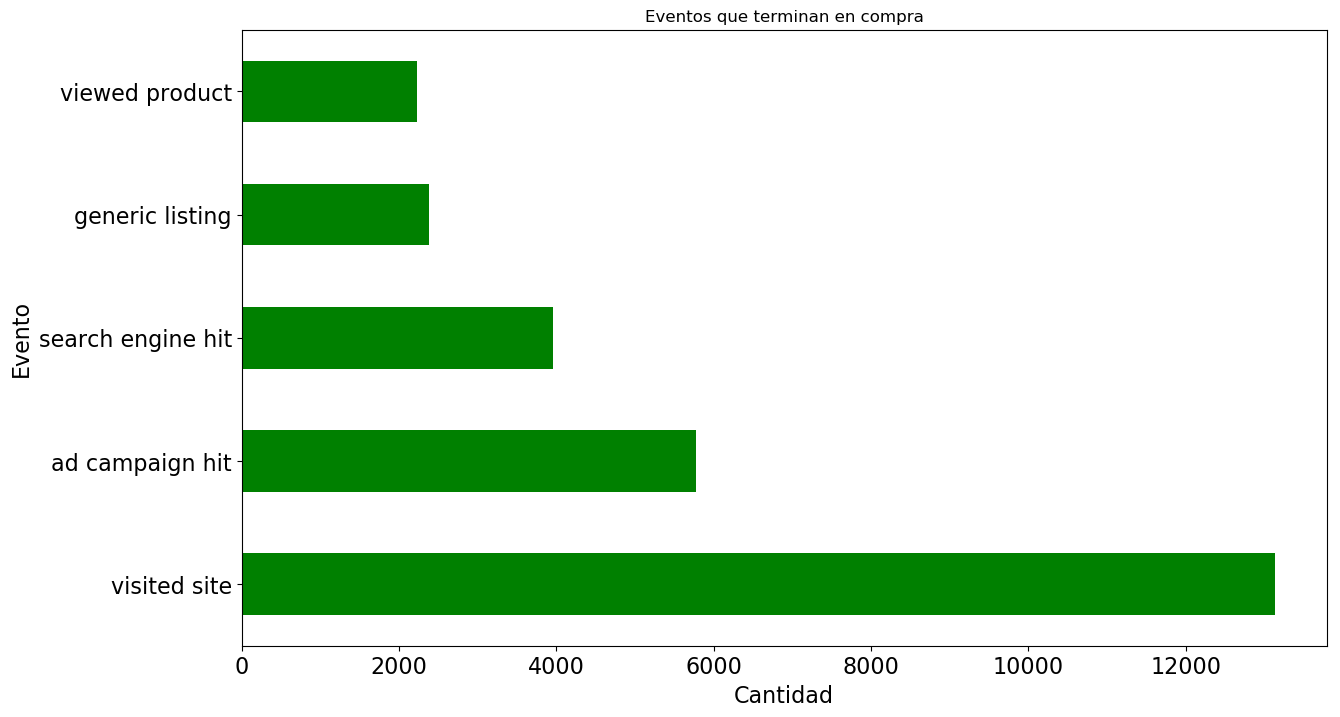 Eventos que terminan en compra
viewed product
generic listing
search engine hit
ad campaign hit
visited site
Evento
0 2000 4000 6000 8000 10000 12000
Cantidad